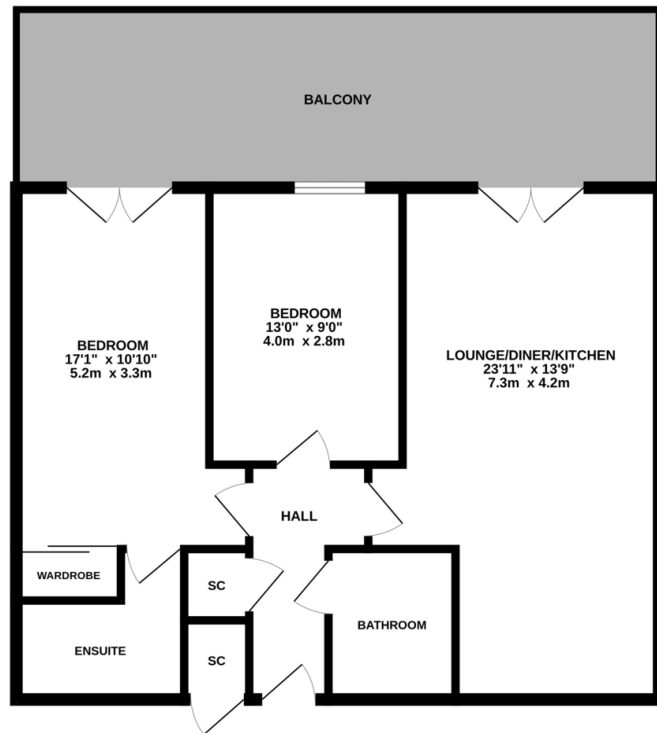 BALCONY
BEDROOM
17'1" x 10'10"
5.2m x 3.3m
BEDROOM
13'0" x 9'0"
4.0m x 2.8m
LOUNGE/DINER/KITCHEN
23'11" x 13'9"
7.3m x 4.2m
HALL
WARDROBE
SC
BATHROOM
ENSUITE
SC